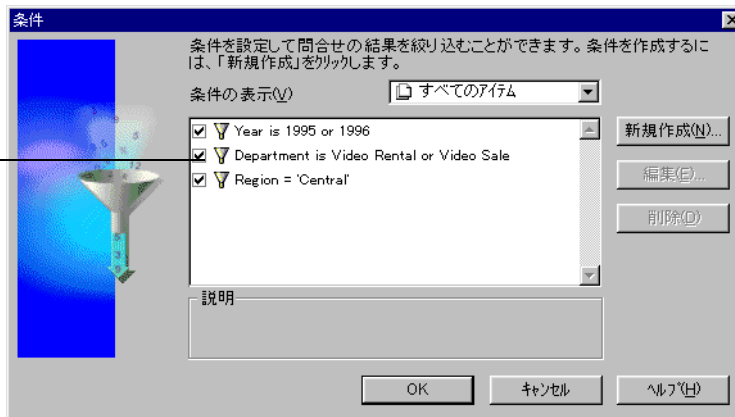 条件
条件を設定して問合せの結果を絞り込むことができます。条件を作成するに
は、「新規作成」をｸﾘｯｸします。
条件の表示(V)
すべてのｱｲﾃﾑ
Year is 1995 or 1996
新規作成(N)...
Department is Video Rental or Video Sale
編集(E)...
Region = 'Central'
削除(D)
説明
OK
ｷｬﾝｾﾙ
ﾍﾙﾌﾟ(H)